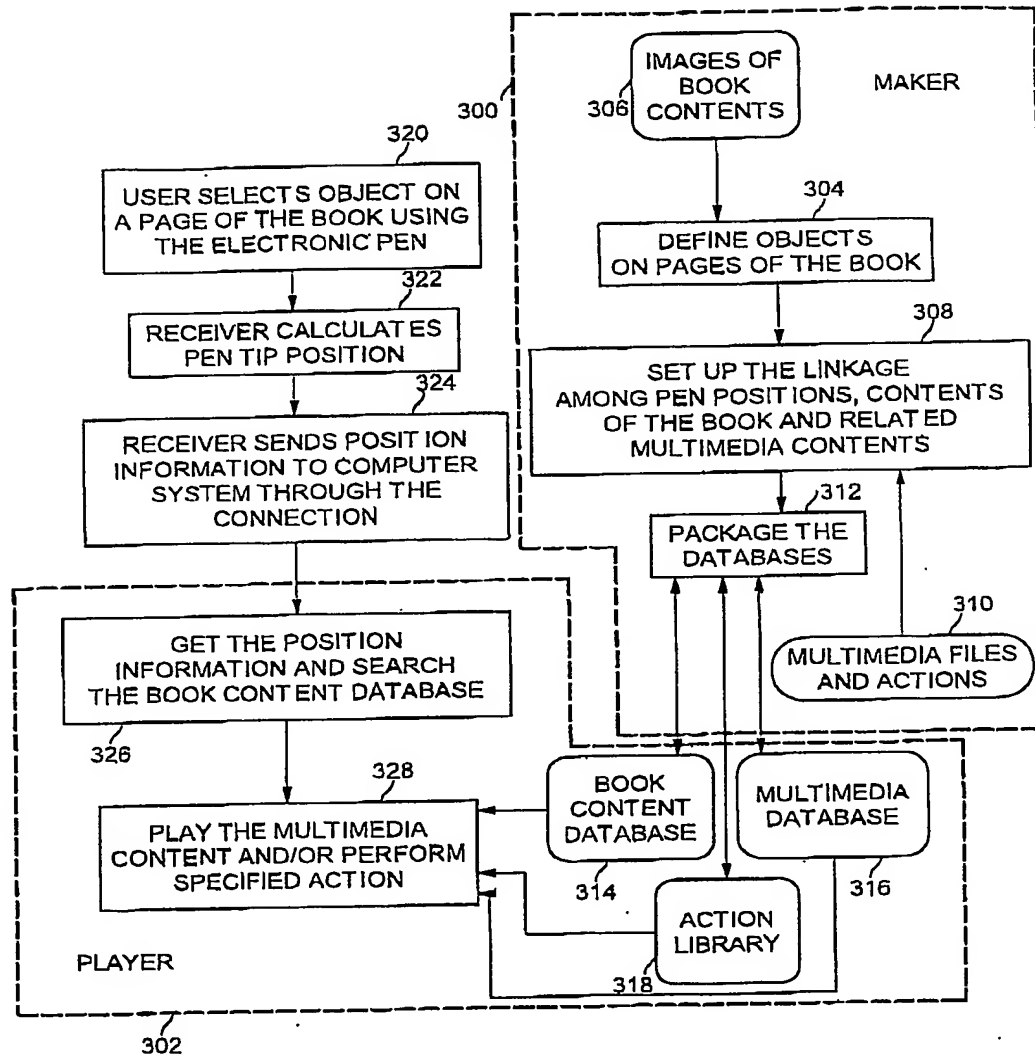 300
306
IMAGES OF
BOOK
CONTENTS
MAKER
320
USER SELECTS OBJECT ON
A PAGE OF THE BOOK USING
THE ELECTRONIC PEN
304
DEFINE OBJECTS
ON PAGES OF THE BOOK
322
RECEIVER CALCULATES
PEN TIP POSITION
308
SET UP THE LINKAGE
AMONG PEN POSITIONS, CONTENTS
OF THE BOOK AND RELATED
MULTIMEDIA CONTENTS
324
RECEIVER SENDS POSITION
INFORMATION TO COMPUTER
SYSTEM THROUGH THE
CONNECTION
312
PACKAGE THE
DATABASES
310
MULTIMEDIA FILES
AND ACTIONS
GET THE POSITION
INFORMATION AND SEARCH
THE BOOK CONTENT DATABASE
326
328
PLAY THE MULTIMEDIA
CONTENT AND/OR PERFORM
SPECIFIED ACTION
BOOK
CONTENT
DATABASE
314
MULTIMEDIA
DATABASE
316
ACTION
LIBRARY
318
PLAYER
302